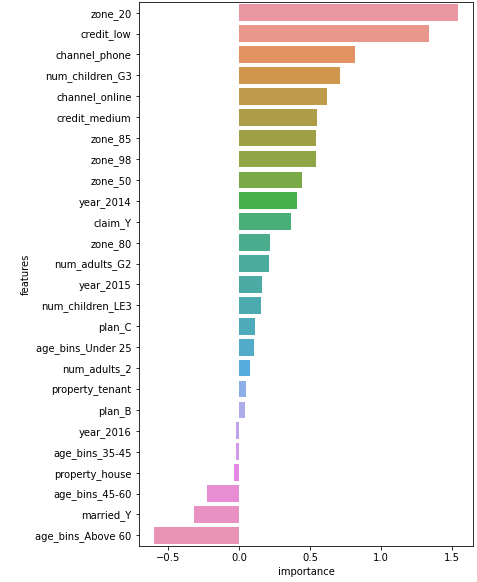 zone_20
credit_low
channel_phone
num_children_G3
channel_online
credit_medium
zone_85
zone_98
zone_50
year_2014
claim_Y
zone_80
num_adults_G2
year_2015
num_children_LE3
plan_C
age_bins_Under 25
num_adults_2
property_tenant
plan_B
year_2016
age_bins_35-45
property_house
age_bins_45-60
married_Y
age_bins_Above 60
features
−0.5 0.0 0.5 1.0 1.5
importance